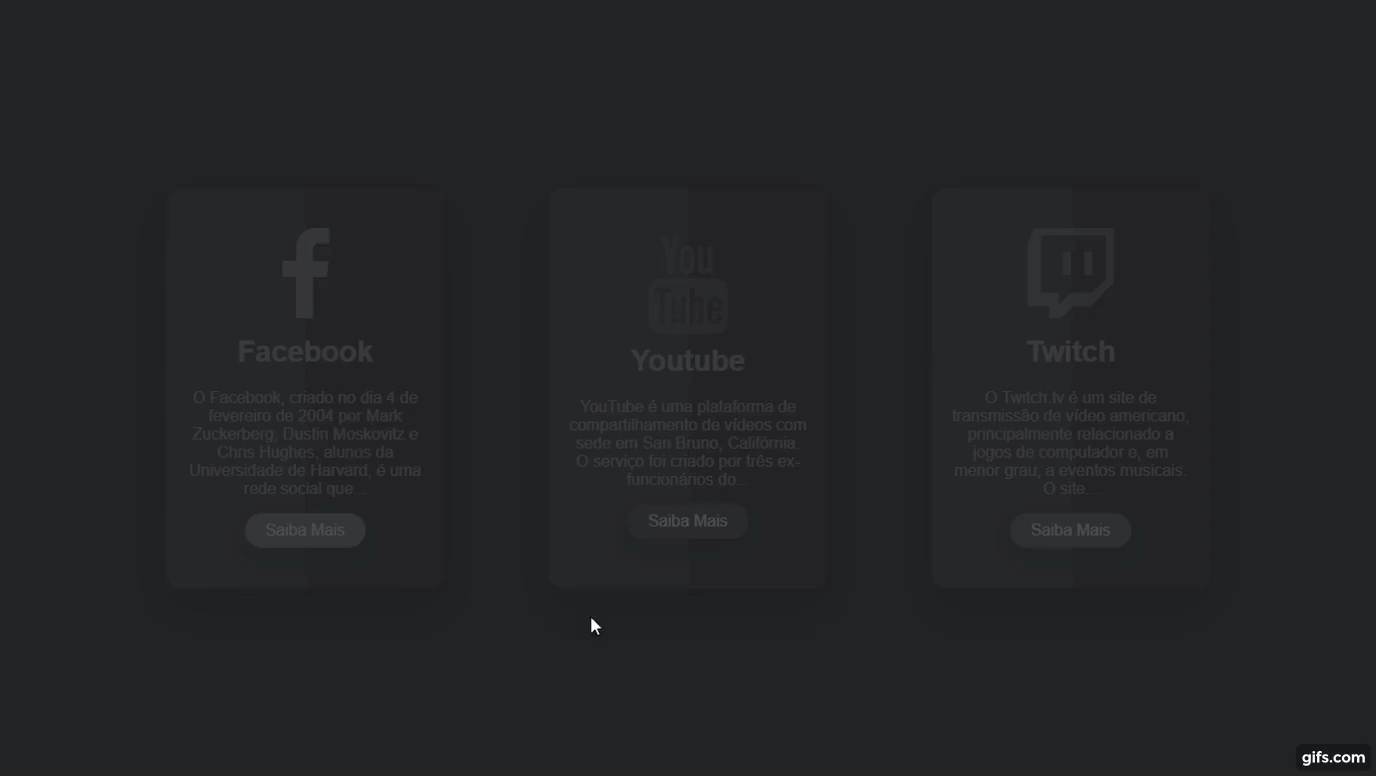 Facebook
O Facebook, criado no dia 4 de
fevereiro de 2004 por Mark
Zuckerberg, Dustin Moskovitz e
Chris Hughes, alunos da
Universidade de Harvard, é uma
rede social que...
Saiba Mais
You
Tube
Youtube
YouTube é uma plataforma de
compartilhamento de vídeos com
sede em San Bruno, Califórnia.
O serviço foi criado por três ex-
funcionários do...
Saiba Mais
Twitch
O Twitch.tv é um site de
transmissão de vídeo americano,
principalmente relacionado a
jogos de computador e, em
menor grau, a eventos musicais.
O site....
Saiba Mais
gifs.com